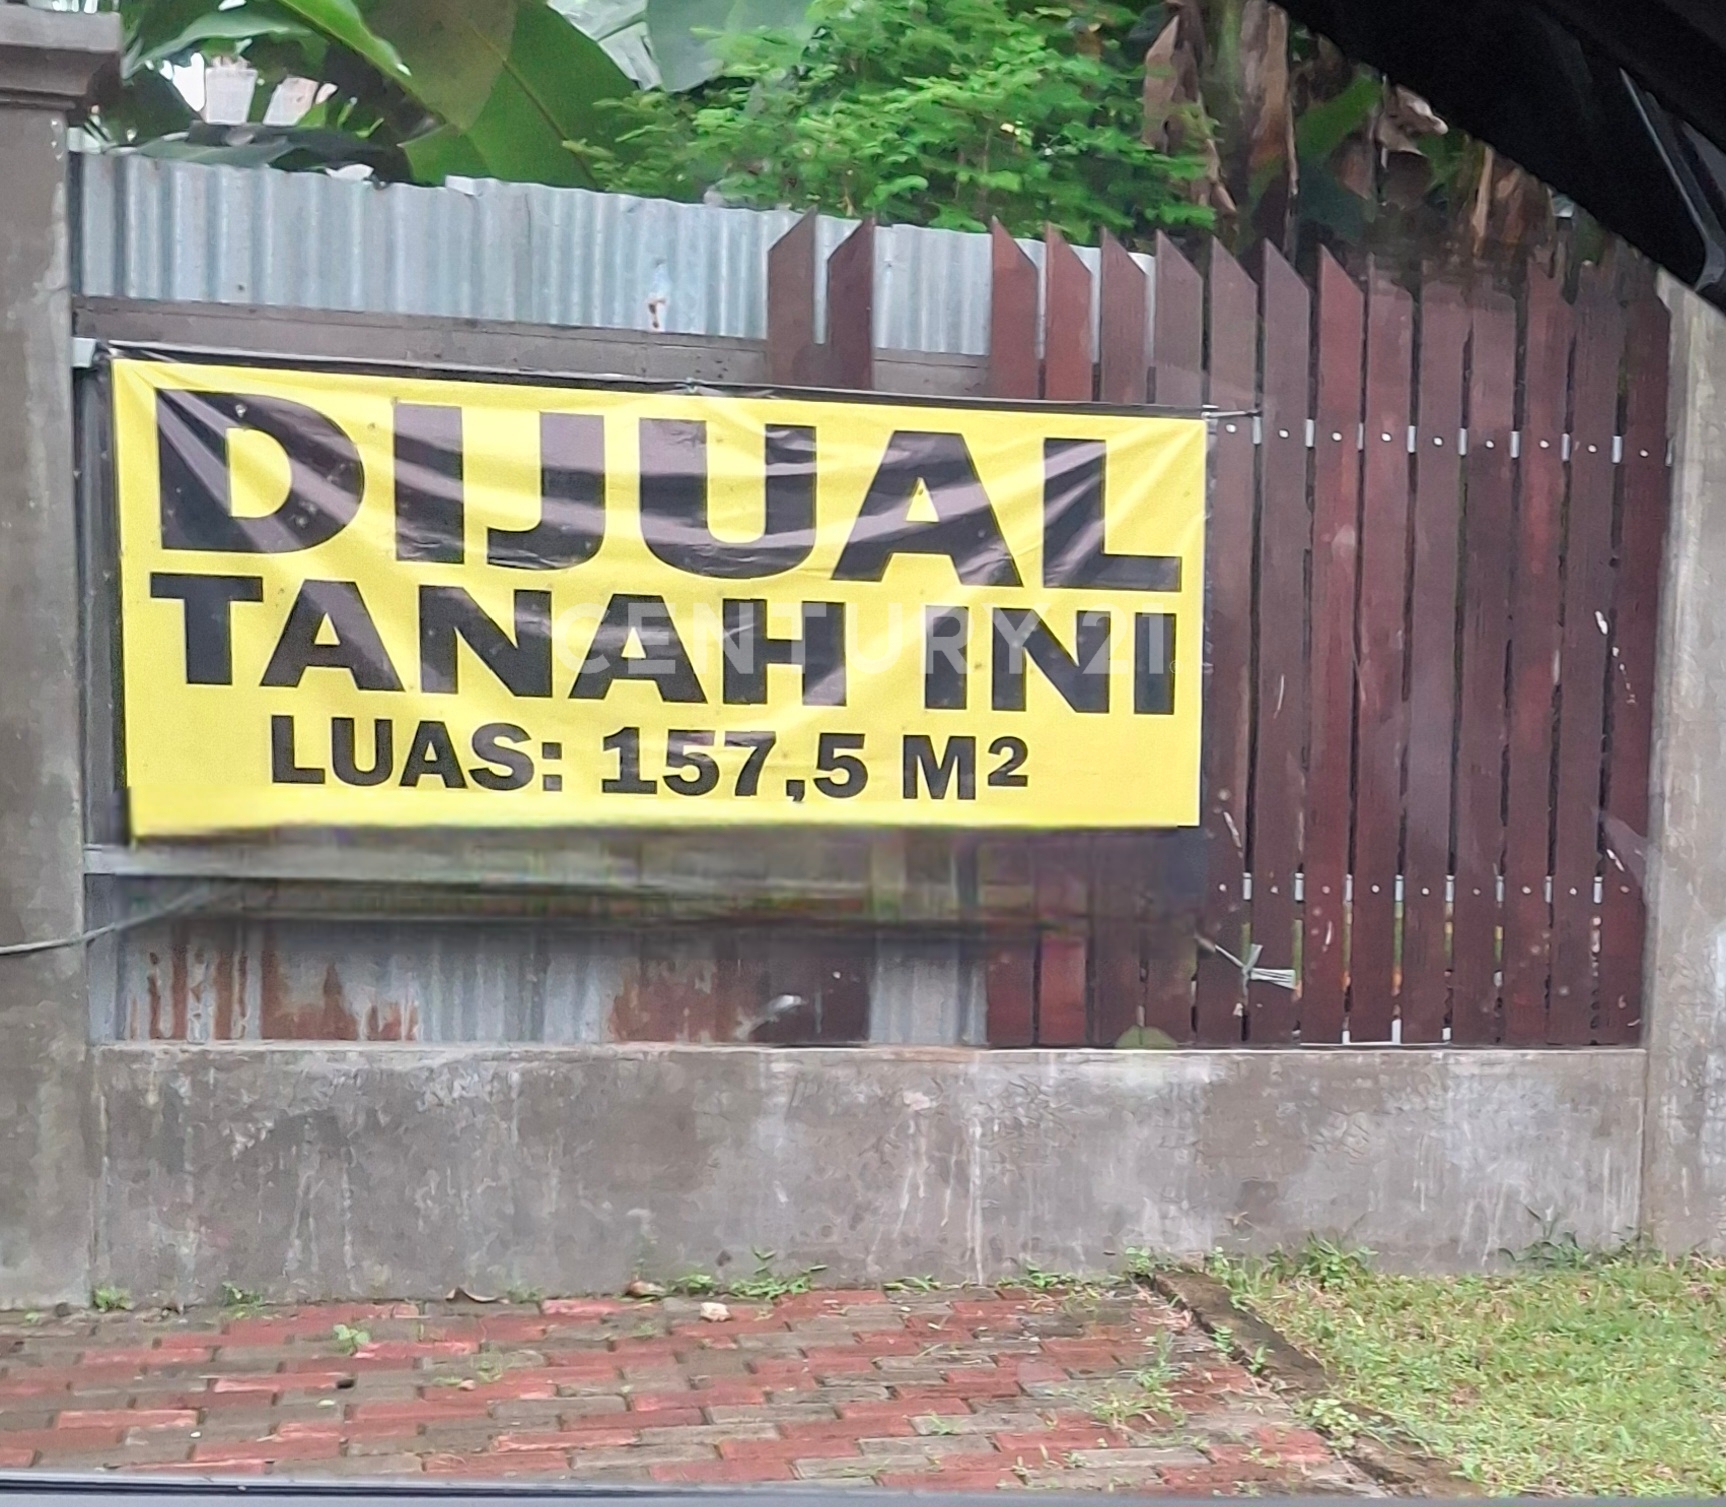 DIJUAL
TANAH INI
CENTURY 21
LUAS: 157,5 M²